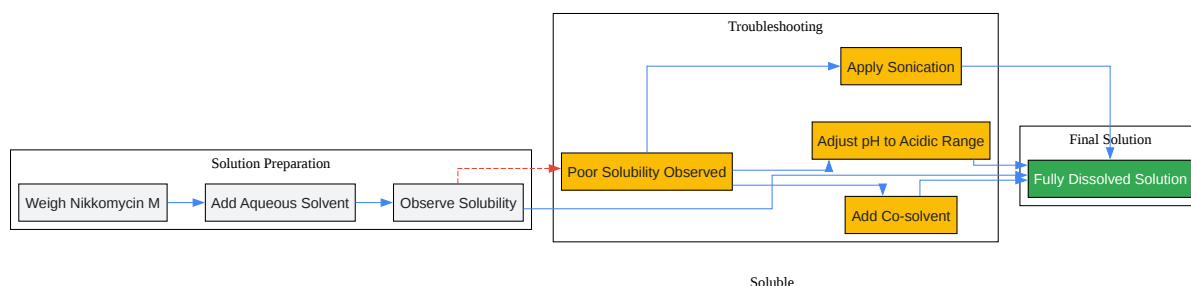 Troubleshooting
Apply Sonication
Adjust pH to Acidic Range
Final Solution
Solution Preparation
Poor Solubility Observed
Fully Dissolved Solution
Weigh Nikkomycin M
Add Aqueous Solvent
Observe Solubility
Add Co-solvent
Soluble